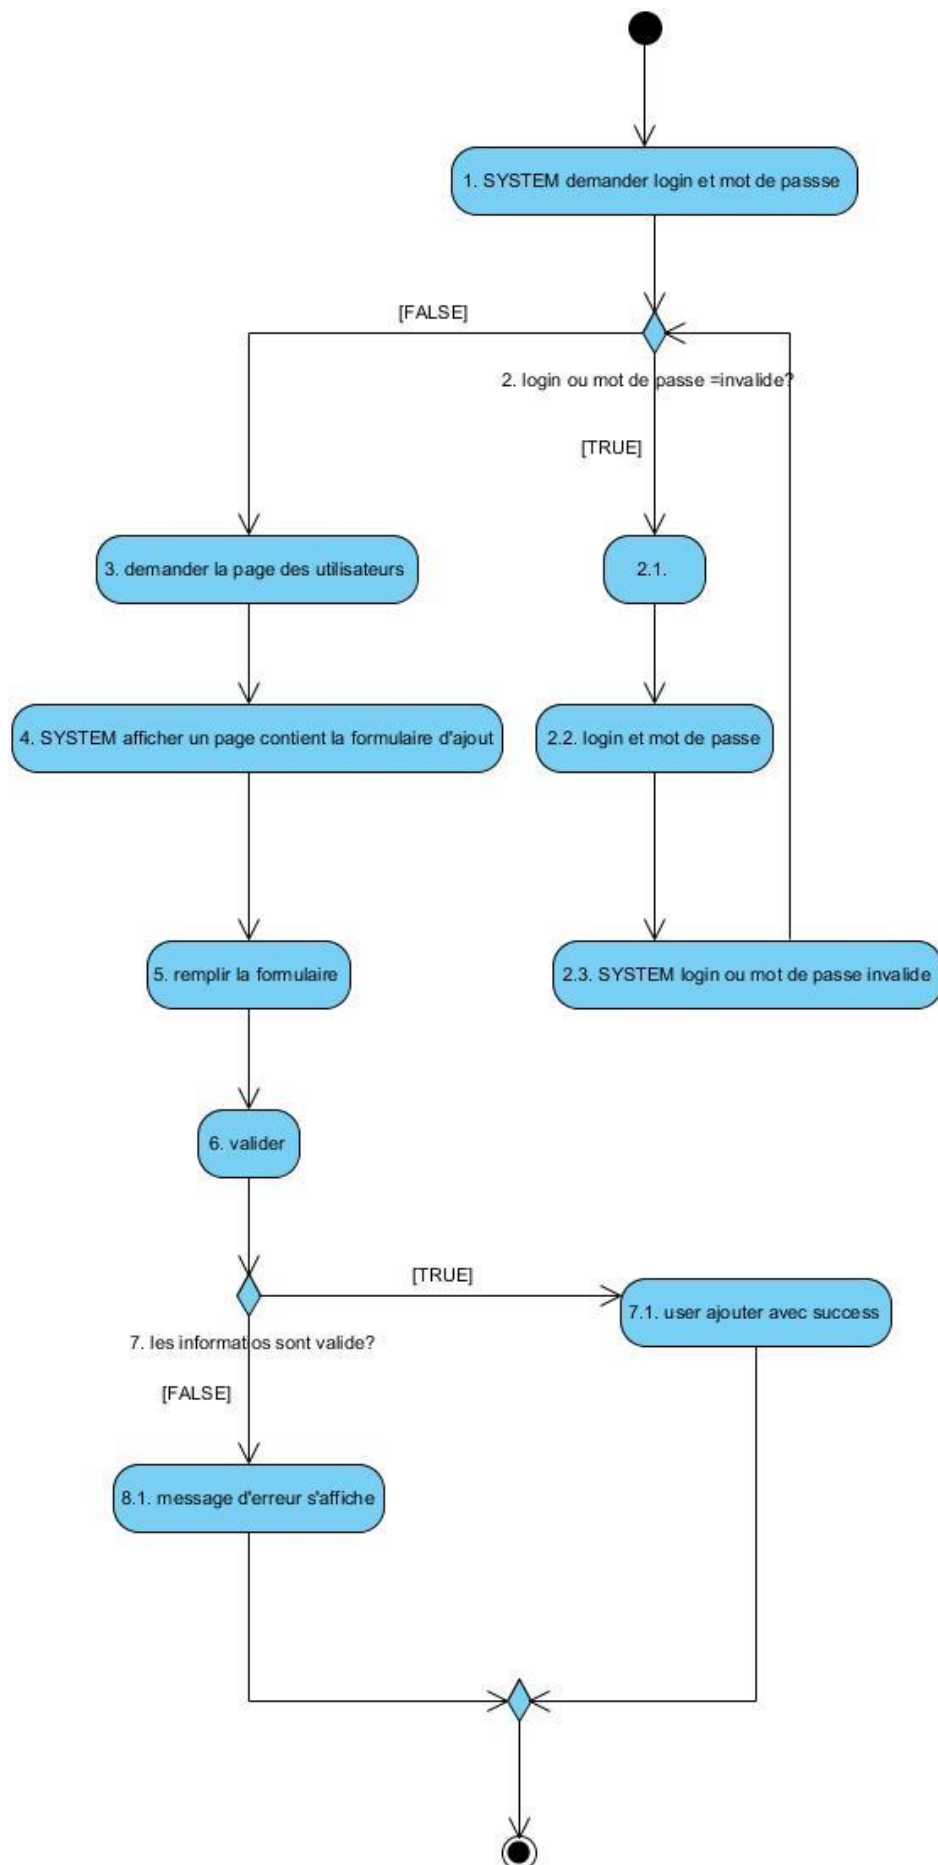 1. SYSTEM demander login et mot de passse
[FALSE]
2. login ou mot de passe =invalide?
[TRUE]
3. demander la page des utilisateurs
2.1.
4. SYSTEM afficher un page contient la formulaire d'ajout
2.2. login et mot de passe
5. remplir la formulaire
2.3. SYSTEM login ou mot de passe invalide
6. valider
[TRUE]
7.1. user ajouter avec success
7. les informatios sont valide?
[FALSE]
8.1. message d'erreur s'affiche